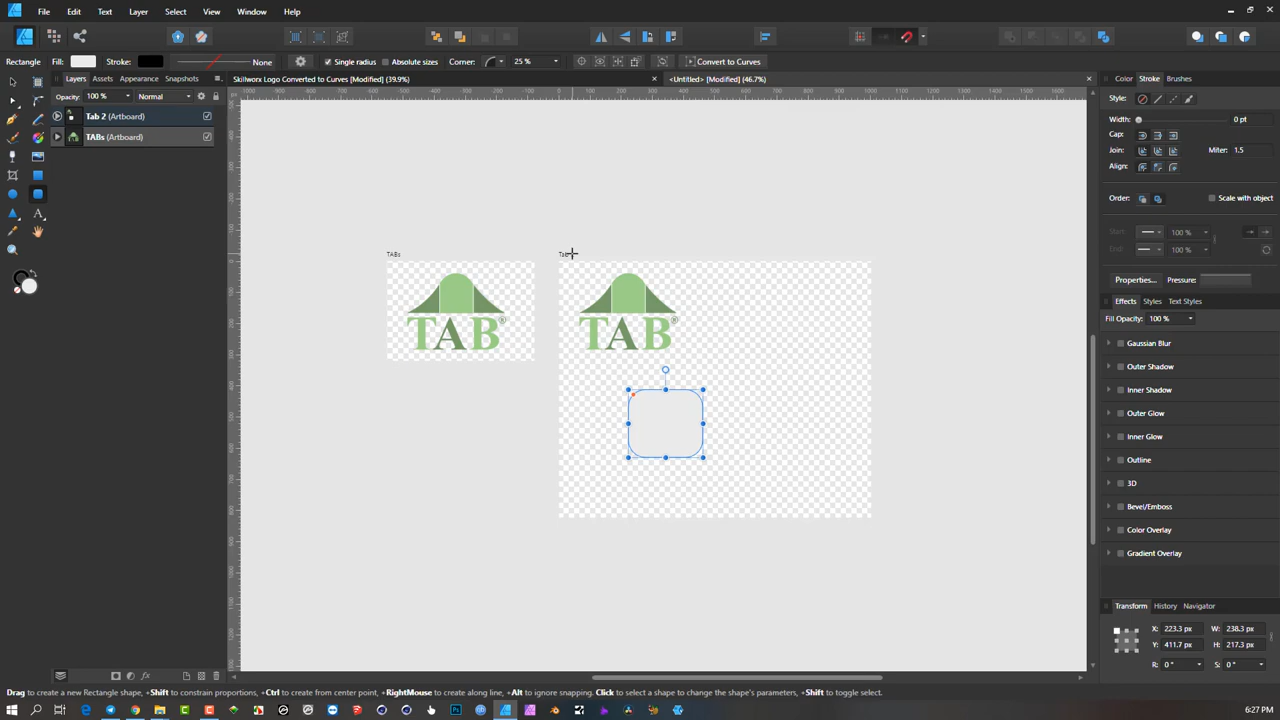 File Edit Text Layer Select View Window Help
Rectangle Fill: Stroke: None Single radius Absolute sizes Corner: 25 % Convert to Curves
Layers Assets Appearance Snapshots
Skillworx Logo Converted to Curves [Modified] (39.9%)
<Untitled> [Modified] (46.7%)
Color Stroke Brushes
Opacity: 100 % Normal
Tab 2 (Artboard)
TABs (Artboard)
Style:
Width: 0 pt
Cap:
Join: Miter: 1.5
Align:
Order: Scale with object
Start: 100 %
End: 100 %
Properties... Pressure:
Effects Styles Text Styles
Fill Opacity: 100 %
Gaussian Blur
Outer Shadow
Inner Shadow
Outer Glow
Inner Glow
Outline
3D
Bevel/Emboss
Color Overlay
Gradient Overlay
TABs
TAB®
TAB®
Transform History Navigator
X: 223.3 px W: 238.3 px
Y: 411.7 px H: 217.3 px
R: 0 ° S: 0 °
Drag to create a new Rectangle shape, +Shift to constrain proportions, +Ctrl to create from center point, +RightMouse to create along line, +Alt to ignore snapping. Click to select a shape to change the shape's parameters, +Shift to toggle select.
6:27 PM